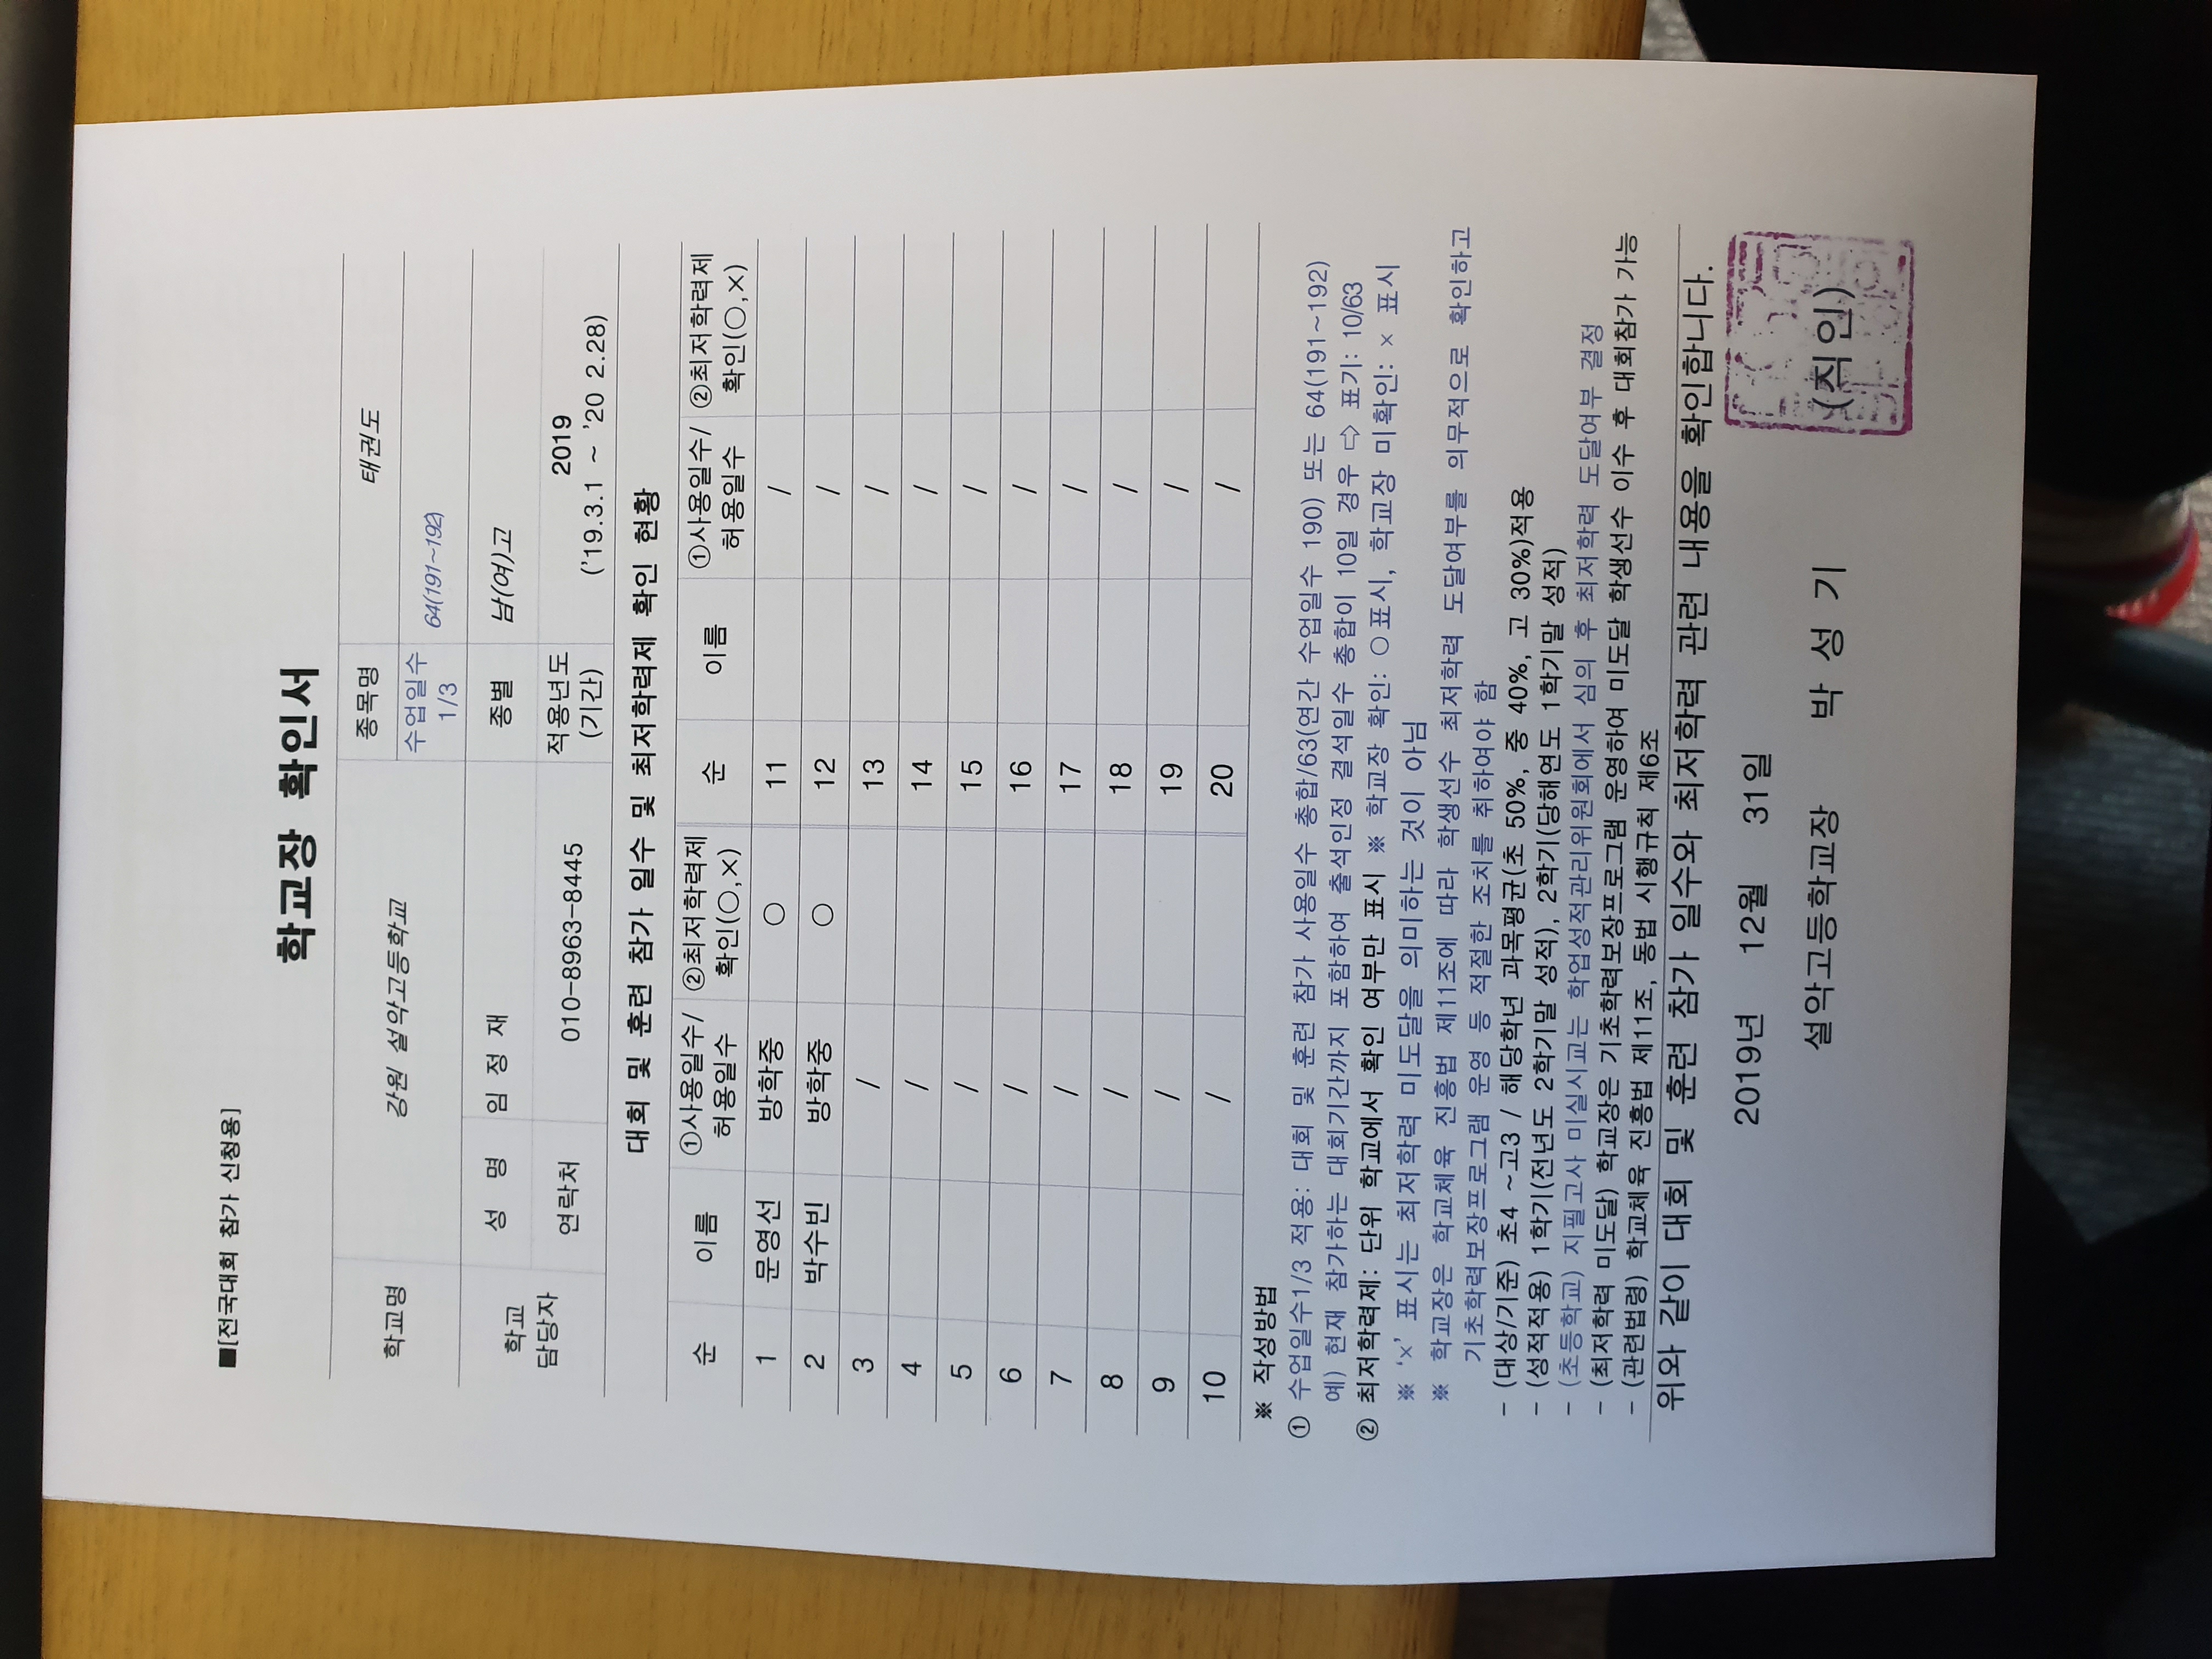 ■[전국대회 참가 신청용]
학교장 확인서
학교명 강원 설악고등학교 종목명 태권도
수업일수 1/3 64(191~192)
학교 담당자 성 명 임 정 재 종별 남(여)고
연락처 010-8963-8445 적용년도 (기간) 2019 ('19.3.1 ~ '20 2.28)
대회 및 훈련 참가 일수 및 최저학력제 확인 현황
순 이름 ①사용일수/허용일수 ②최저학력제 확인(○,×) 순 이름 ①사용일수/허용일수 ②최저학력제 확인(○,×)
1 문영선 방학중 ○ 11 /
2 박수빈 방학중 ○ 12 /
3 / 13 /
4 / 14 /
5 / 15 /
6 / 16 /
7 / 17 /
8 / 18 /
9 / 19 /
10 / 20 /
※ 작성방법
① 수업일수1/3 적용: 대회 및 훈련 참가 사용일수 총합/63(연간 수업일수 190) 또는 64(191~192)
예) 현재 참가하는 대회기간까지 포함하여 출석인정 결석일수 총합이 10일 경우 ⇨ 표기: 10/63
② 최저학력제: 단위 학교에서 확인 여부만 표시 ※ 학교장 확인: ○표시, 학교장 미확인: × 표시
※ '×' 표시는 최저학력 미도달을 의미하는 것이 아님
※ 학교장은 학교체육 진흥법 제11조에 따라 학생선수 최저학력 도달여부를 의무적으로 확인하고
기초학력보장프로그램 운영 등 적절한 조치를 취하여야 함
- (대상/기준) 초4 ~고3 / 해당학년 과목평균(초 50%, 중 40%, 고 30%)적용
- (성적적용) 1학기(전년도 2학기말 성적), 2학기(당해연도 1학기말 성적)
- (초등학교) 지필고사 미실시교는 학업성적관리위원회에서 심의 후 최저학력 도달여부 결정
- (최저학력 미도달) 학교장은 기초학력보장프로그램 운영하여 미도달 학생선수 이수 후 대회참가 가능
- (관련법령) 학교체육 진흥법 제11조, 동법 시행규칙 제6조
위와 같이 대회 및 훈련 참가 일수와 최저학력 관련 내용을 확인합니다.
2019년 12월 31일
설악고등학교장 박 성 기 (직인)